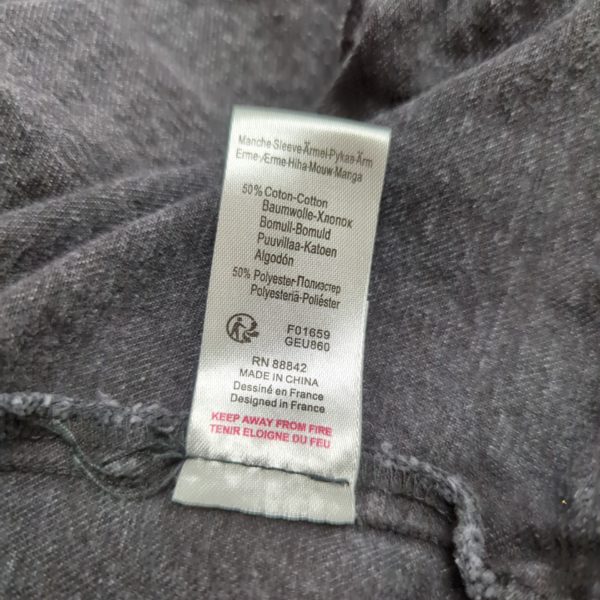 Manche-Sleeve-Ärmel-Рукав-Ärm
Erme-Ærme-Hiha-Mouw Manga
50% Coton-Cotton
Baumwolle-Хлопок
Bomull-Bomuld
Puuvillaa-Katoen
Algodón
50% Polyester-Полиэстер
Polyesteriä-Poliéster
F01659
GEU860
RN 88842
MADE IN CHINA
Dessiné en France
Designed in France
KEEP AWAY FROM FIRE
TENIR ELOIGNE DU FEU